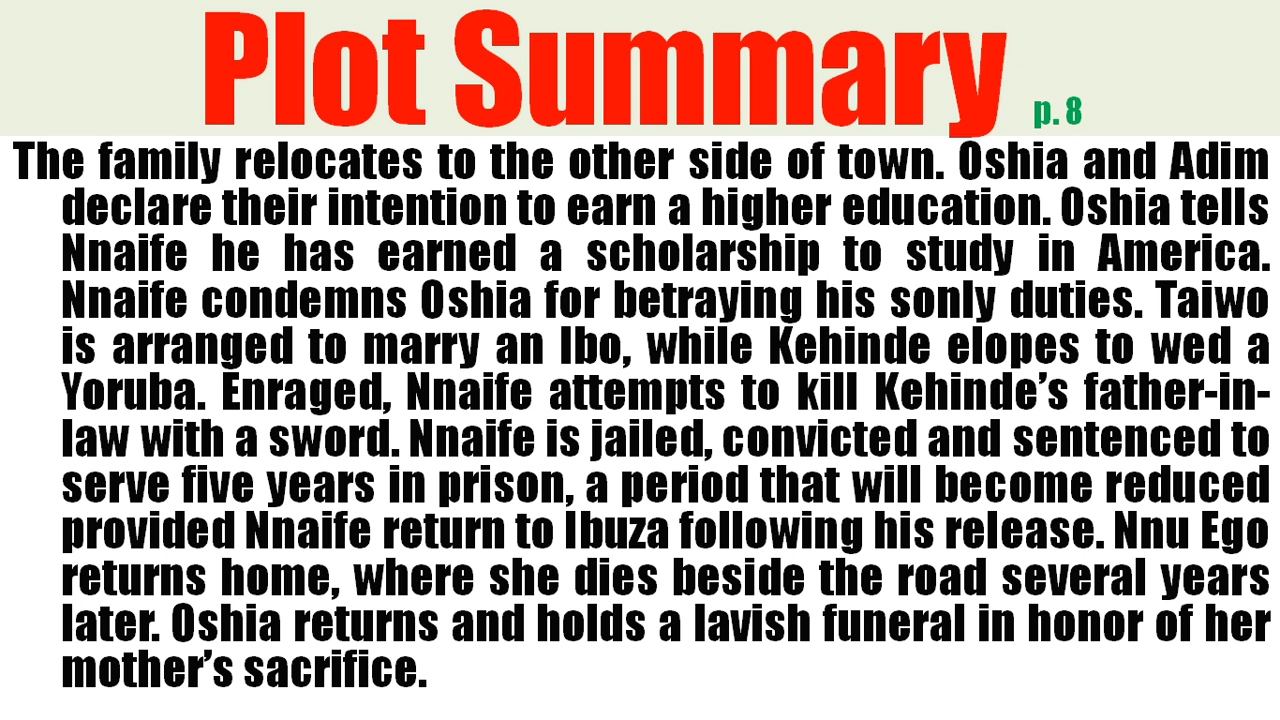 Plot Summary p. 8
The family relocates to the other side of town. Oshia and Adim
declare their intention to earn a higher education. Oshia tells
Nnaife he has earned a scholarship to study in America.
Nnaife condemns Oshia for betraying his sonly duties. Taiwo
is arranged to marry an Ibo, while Kehinde elopes to wed a
Yoruba. Enraged, Nnaife attempts to kill Kehinde’s father-in-
law with a sword. Nnaife is jailed, convicted and sentenced to
serve five years in prison, a period that will become reduced
provided Nnaife return to Ibuza following his release. Nnu Ego
returns home, where she dies beside the road several years
later. Oshia returns and holds a lavish funeral in honor of her
mother’s sacrifice.